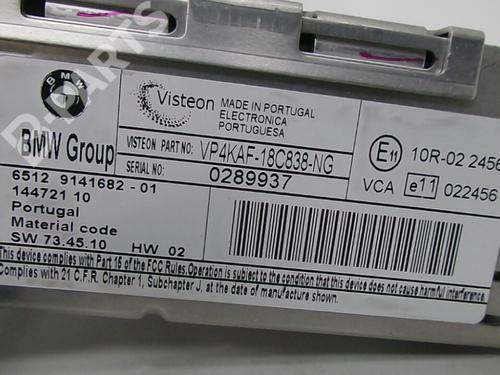 B-PARTS
BMW
BMW Group
6512 9141682 - 01
144721 10
Portugal
Material code
SW 73.45.10 HW 02
Visteon
MADE IN PORTUGAL
ELECTRONICA
PORTUGUESA
VISTEON PART NO: VP4KAF-18C838-NG
SERIAL NO: 0289937
E11 10R-02 2456
VCA e11 022456
This device complies with Part 16 of the FCC Rules. Operation is subject to the condition that this device does not cause harmful interference.
Complies with 21 C.F.R. Chapter 1, Subchapter J, at the date of manufacture shown.